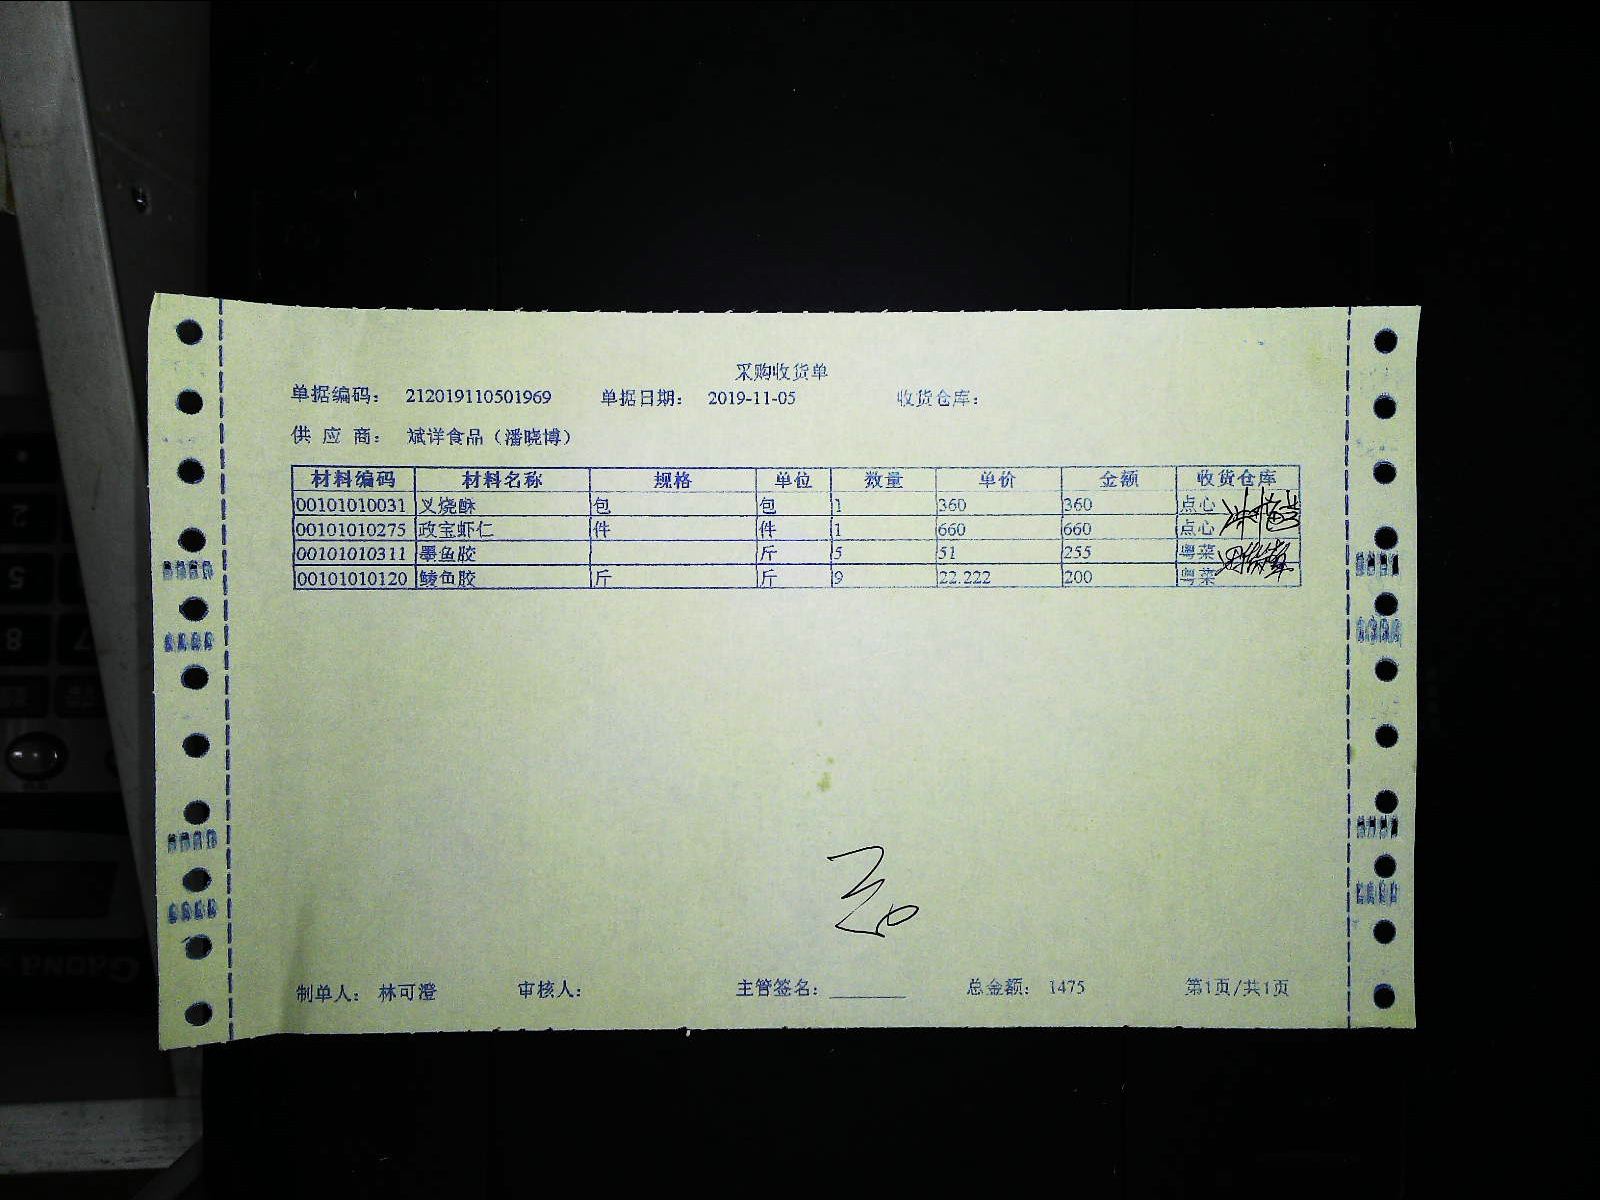 采购收货单
单据编码： 212019110501969 单据日期： 2019-11-05 收货仓库：
供 应 商： 斌详食品（潘晓博）
材料编码 材料名称 规格 单位 数量 单价 金额 收货仓库
00101010031 叉烧酥 包 包 1 360 360 点心
00101010275 政宝虾仁 件 件 1 660 660 点心
00101010311 墨鱼胶 斤 5 51 255 粤菜
00101010120 鲮鱼胶 斤 斤 9 22.222 200 粤菜
制单人： 林可澄 审核人： 主管签名： 总金额： 1475 第1页/共1页